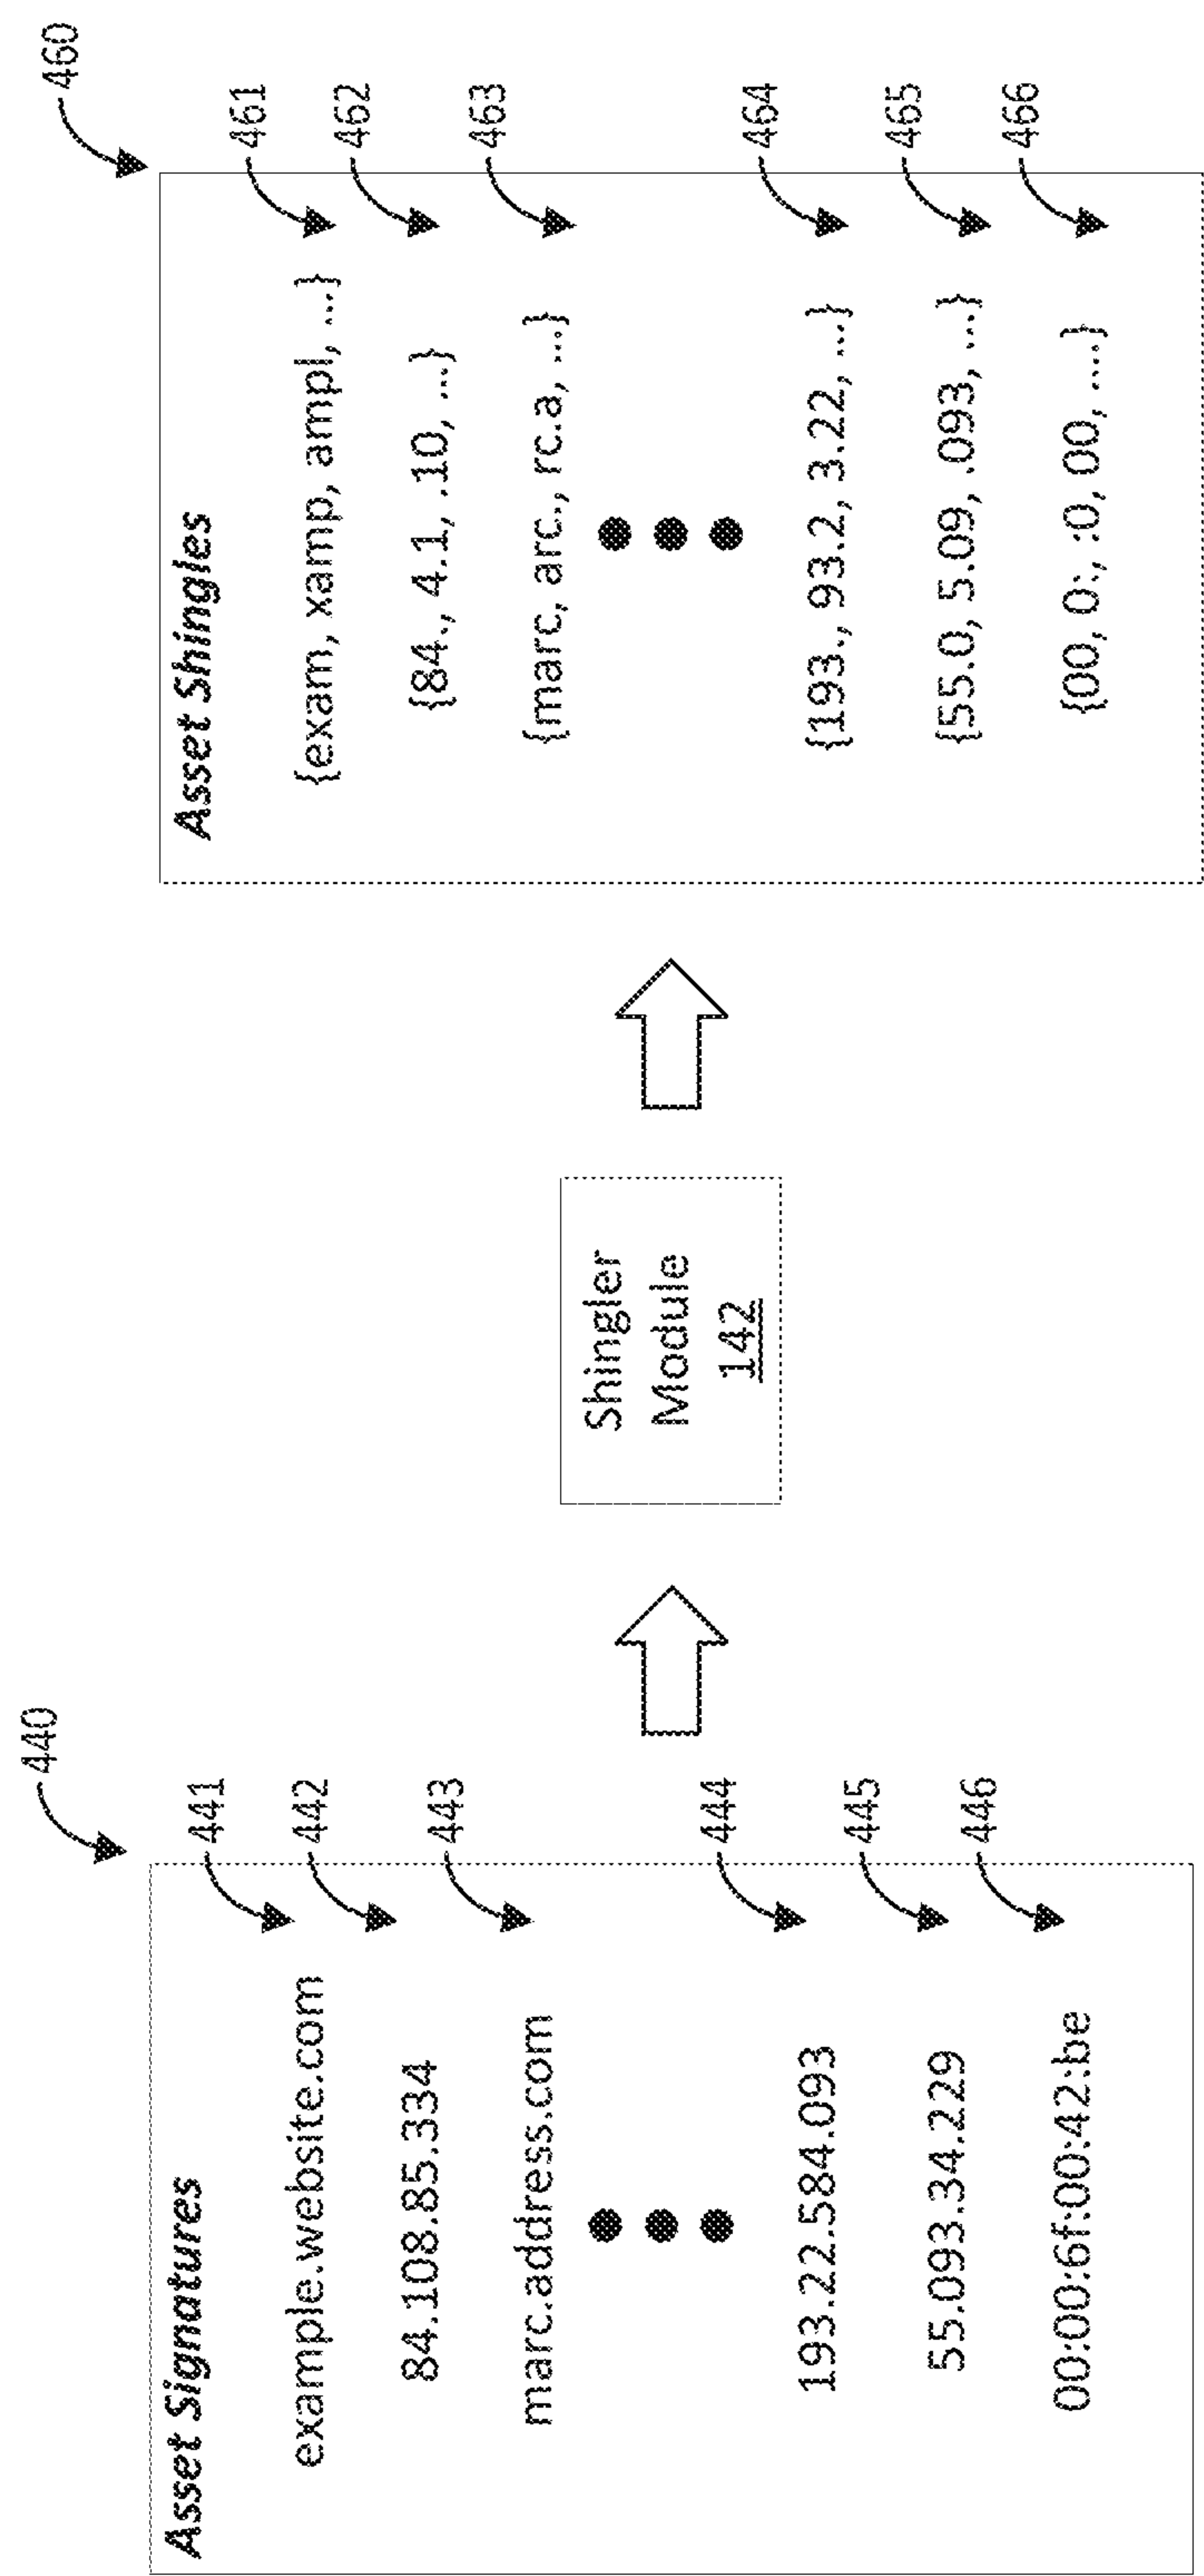 440
Asset Signatures
441
example.website.com
442
84.108.85.334
443
marc.address.com
444
193.22.584.093
445
55.093.34.229
446
00:00:6f:00:42:be
Shingler
Module
142
460
Asset Shingles
461
{exam, xamp, ampl, ...}
462
{84., 4.1, .10, ...}
463
{marc, arc., rc.a, ...}
464
{193., 93.2, 3.22, ...}
465
{55.0, 5.09, .093, ...}
466
{00, 0:, :0, 00, ....}